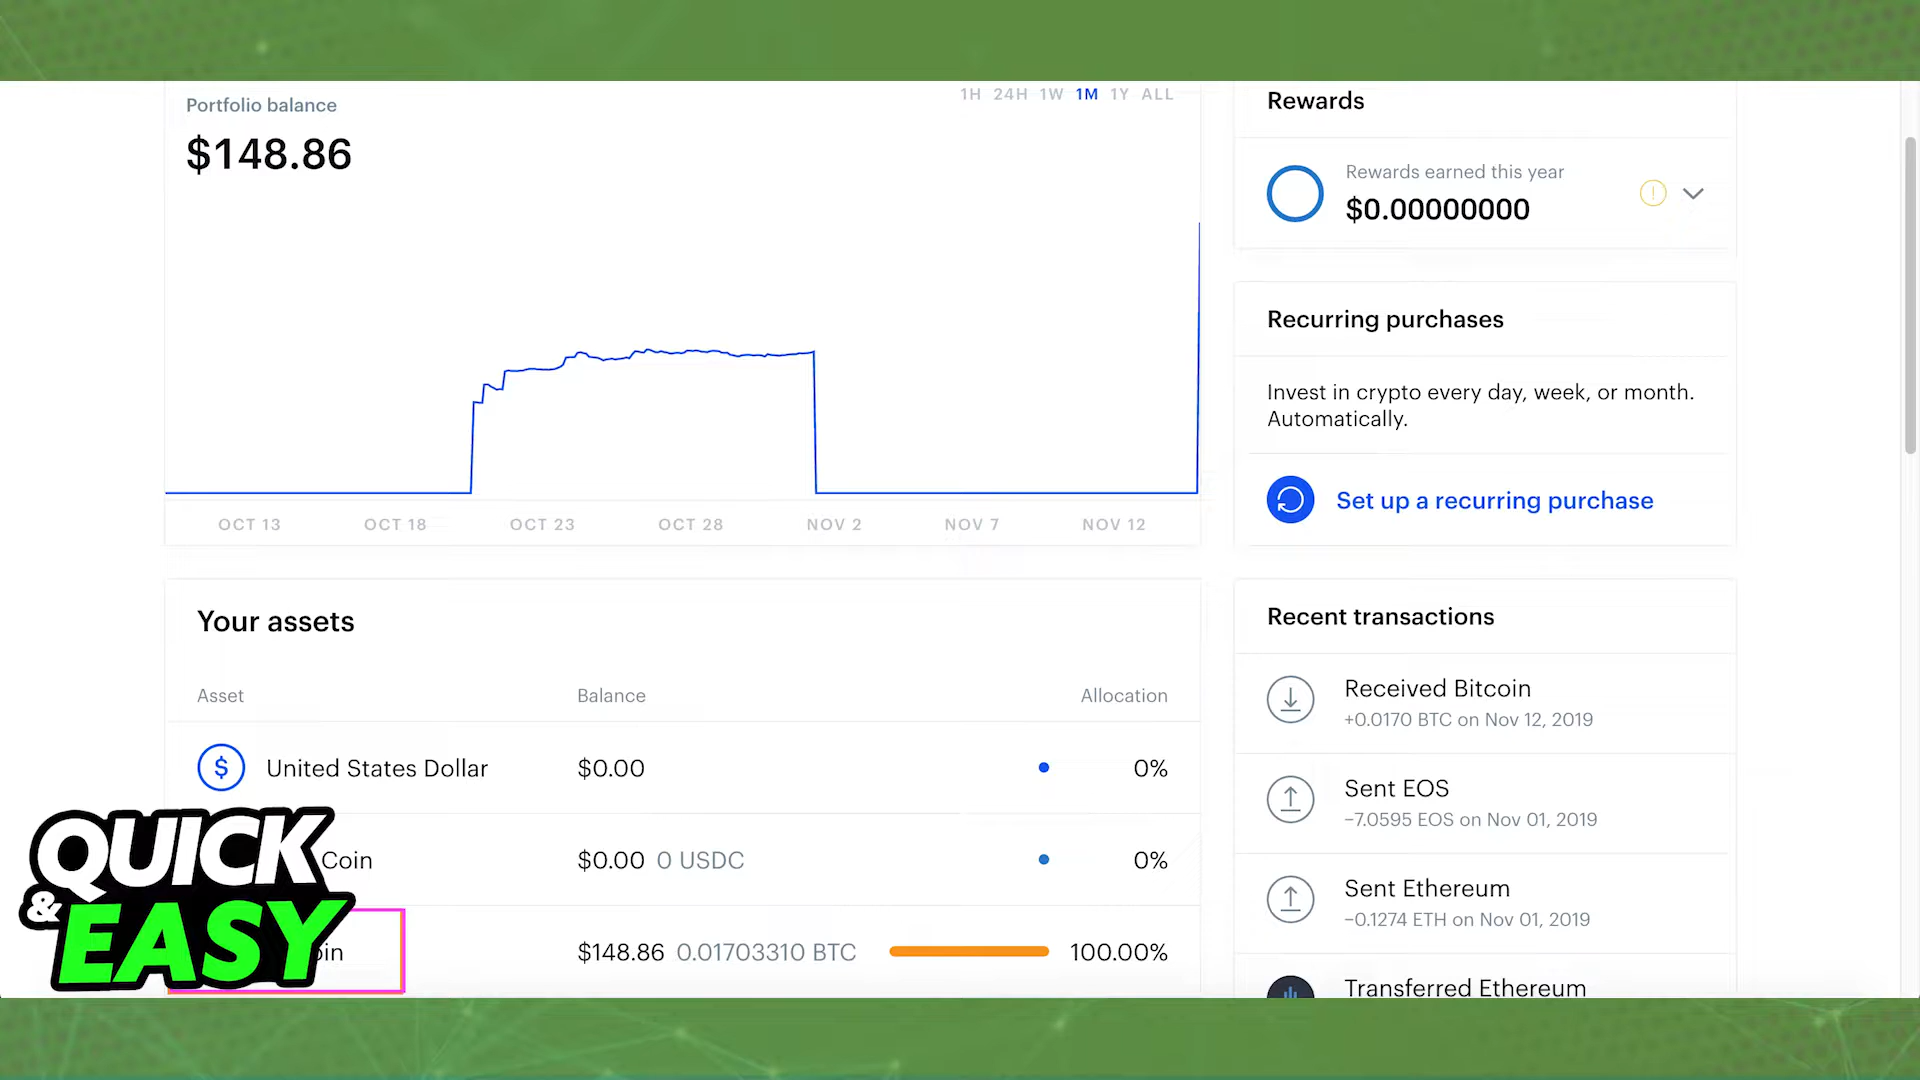 Portfolio balance
$148.86
1H 24H 1W 1M 1Y ALL
OCT 13 OCT 18 OCT 23 OCT 28 NOV 2 NOV 7 NOV 12
Your assets
Asset Balance Allocation
United States Dollar $0.00 0%
Coin $0.00 0 USDC 0%
$148.86 0.01703310 BTC 100.00%
QUICK
& EASY
Rewards
Rewards earned this year
$0.00000000
Recurring purchases
Invest in crypto every day, week, or month.
Automatically.
Set up a recurring purchase
Recent transactions
Received Bitcoin
+0.0170 BTC on Nov 12, 2019
Sent EOS
−7.0595 EOS on Nov 01, 2019
Sent Ethereum
−0.1274 ETH on Nov 01, 2019
Transferred Ethereum